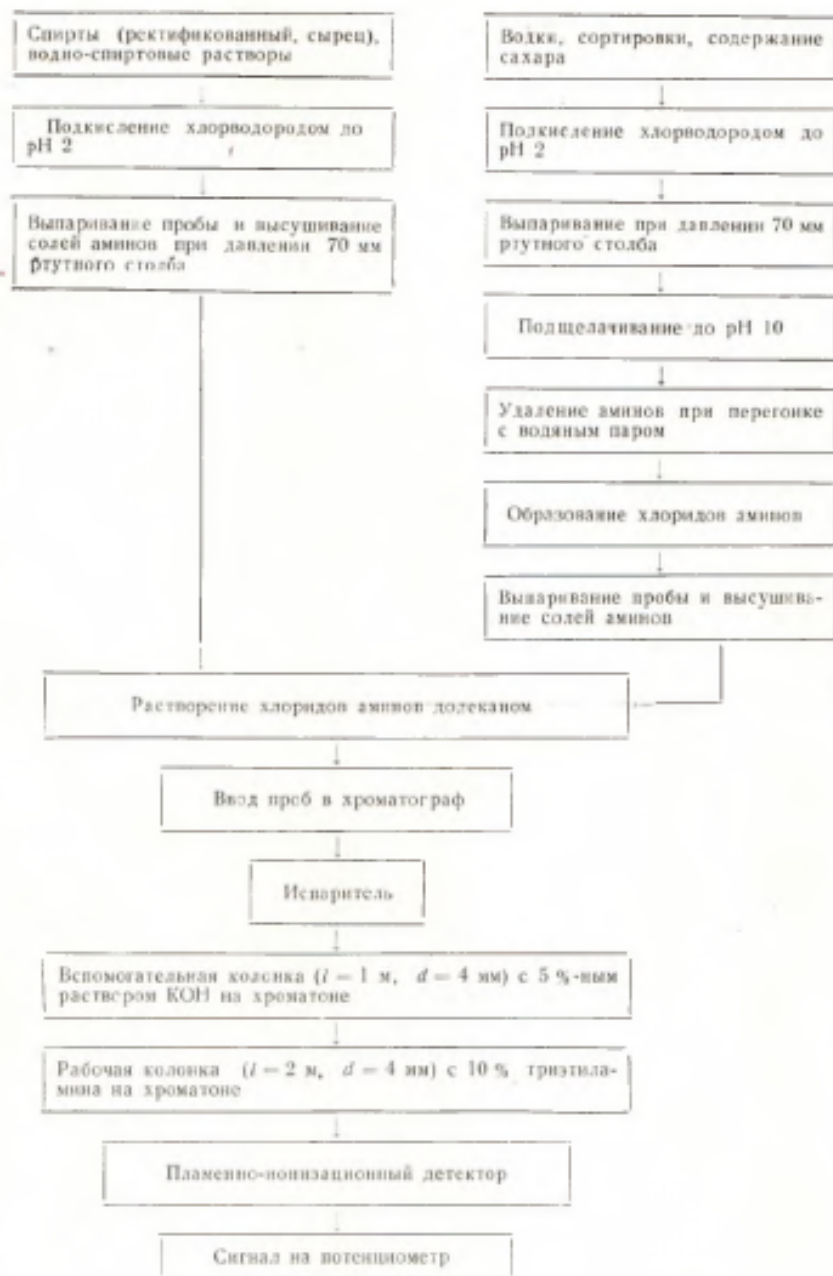 Спирты (ректификованный, сырец),
водно-спиртовые растворы
Подкисление хлорводородом до
pH 2
Выпаривание пробы и высушивание
солей аминов при давлении 70 мм
ртутного столба
Водки, сортировки, содержание
сахара
Подкисление хлорводородом до
pH 2
Выпаривание при давлении 70 мм
ртутного столба
Подщелачивание до pH 10
Удаление аминов при перегонке
с водяным паром
Образование хлоридов аминов
Выпаривание пробы и высушива-
ние солей аминов
Растворение хлоридов аминов додеканом
Ввод проб в хроматограф
Испаритель
Вспомогательная колонка (l = 1 м, d = 4 мм) с 5 %-ным
раствером КОН на хроматоне
Рабочая колонка (l = 2 м, d = 4 мм) с 10 % триэтила-
мина на хроматоне
Пламенно-ионизационный детектор
Сигнал на потенциометр